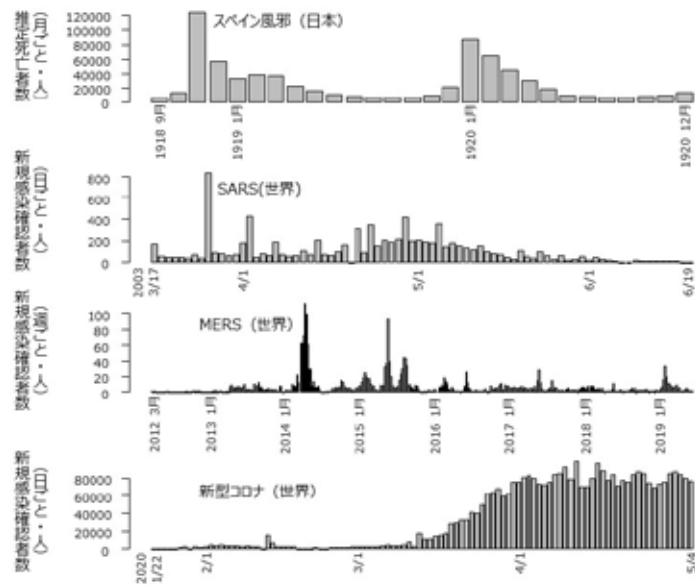 推定死亡者数
（月ごと・人）
120000
100000
80000
60000
40000
20000
0
スペイン風邪（日本）
1918 9月
1919 1月
1920 1月
1920 12月
新規感染確認者数
（日ごと・人）
800
600
400
200
0
SARS(世界)
2003
3/17
4/1
5/1
6/1
6/19
新規感染確認者数
（週ごと・人）
100
80
60
40
20
0
MERS（世界）
2012 3月
2013 1月
2014 1月
2015 1月
2016 1月
2017 1月
2018 1月
2019 1月
新規感染確認者数
（日ごと・人）
80000
60000
40000
20000
0
新型コロナ（世界）
2020
1/22
2/1
3/1
4/1
5/4